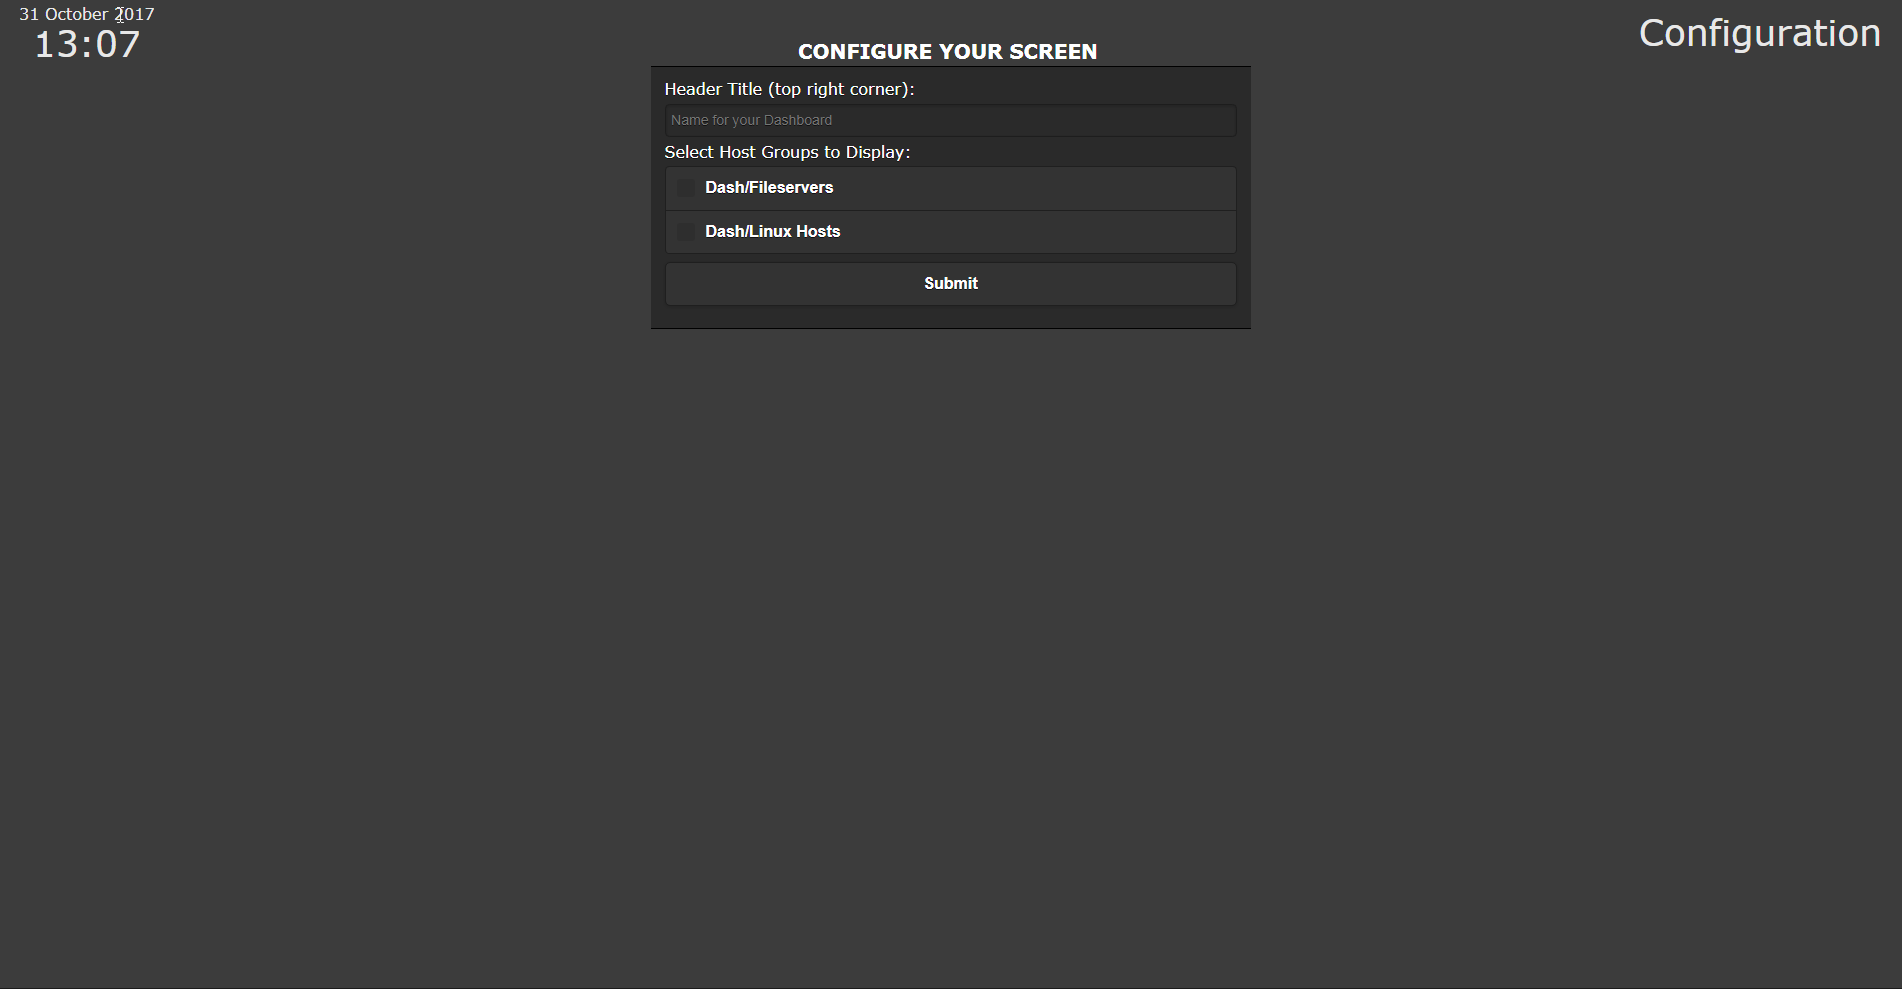 31 October 2017
13:07
Configuration
CONFIGURE YOUR SCREEN
Header Title (top right corner):
Name for your Dashboard
Select Host Groups to Display:
Dash/Fileservers
Dash/Linux Hosts
Submit